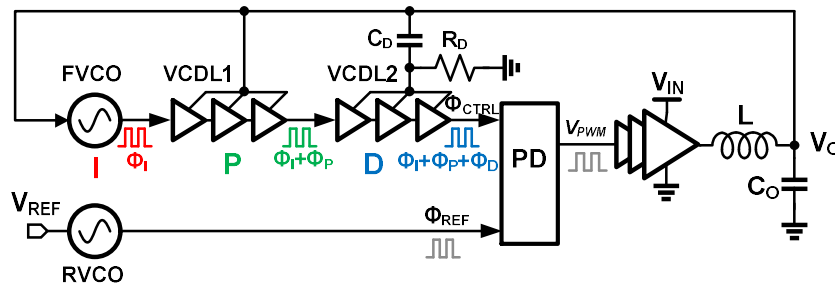 C_D
R_D
FVCO
VCDL1
VCDL2
V_IN
Φ_CTRL
L
V_PWM
V_O
Φ_I
Φ_I+Φ_P
Φ_I+Φ_P+Φ_D
PD
I
P
D
C_O
V_REF
Φ_REF
RVCO